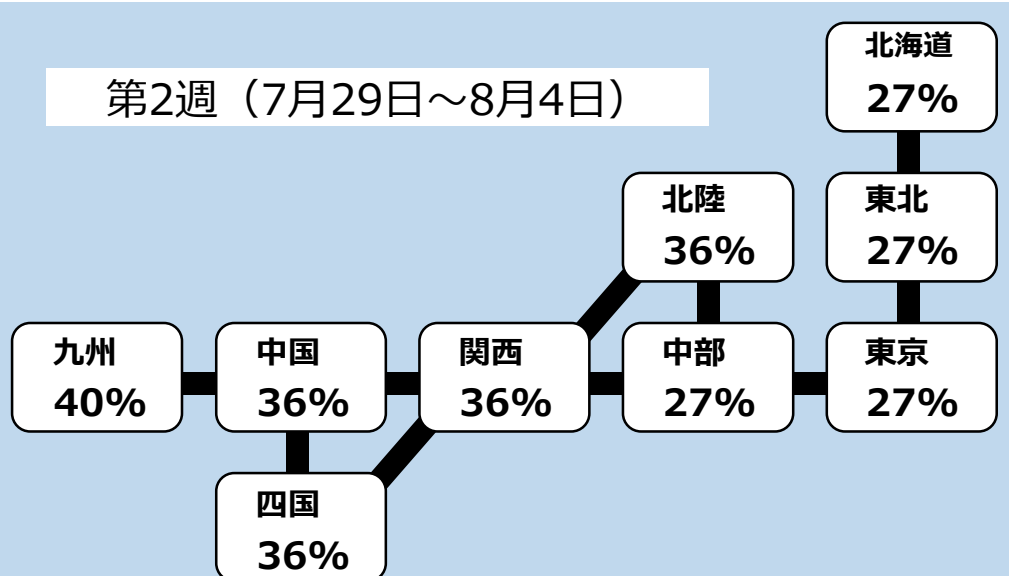 第2週（7月29日～8月4日）
北海道
27%
北陸
36%
東北
27%
九州
40%
中国
36%
関西
36%
中部
27%
東京
27%
四国
36%